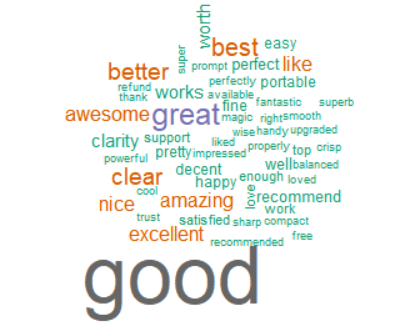 worth
super
best easy
prompt perfect like
better
refund
thank
perfectly
portable
works available
awesome great fine fantastic superb
magic right smooth
clarity support liked wise handy upgraded
powerful pretty impressed properly top crisp
clear decent well balanced
cool happy enough loved
nice amazing love recommend
work
trust satisfied sharp compact
excellent recommended free
good